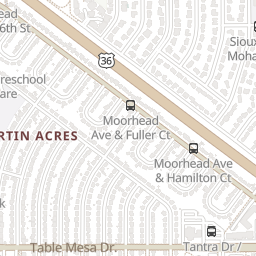 head
6th St
Sioux
Moha
36
reschool
are
Moorhead
Ave & Fuller Ct
RTIN ACRES
Moorhead Ave
& Hamilton Ct
k
Table Mesa Dr.
Tantra Dr /